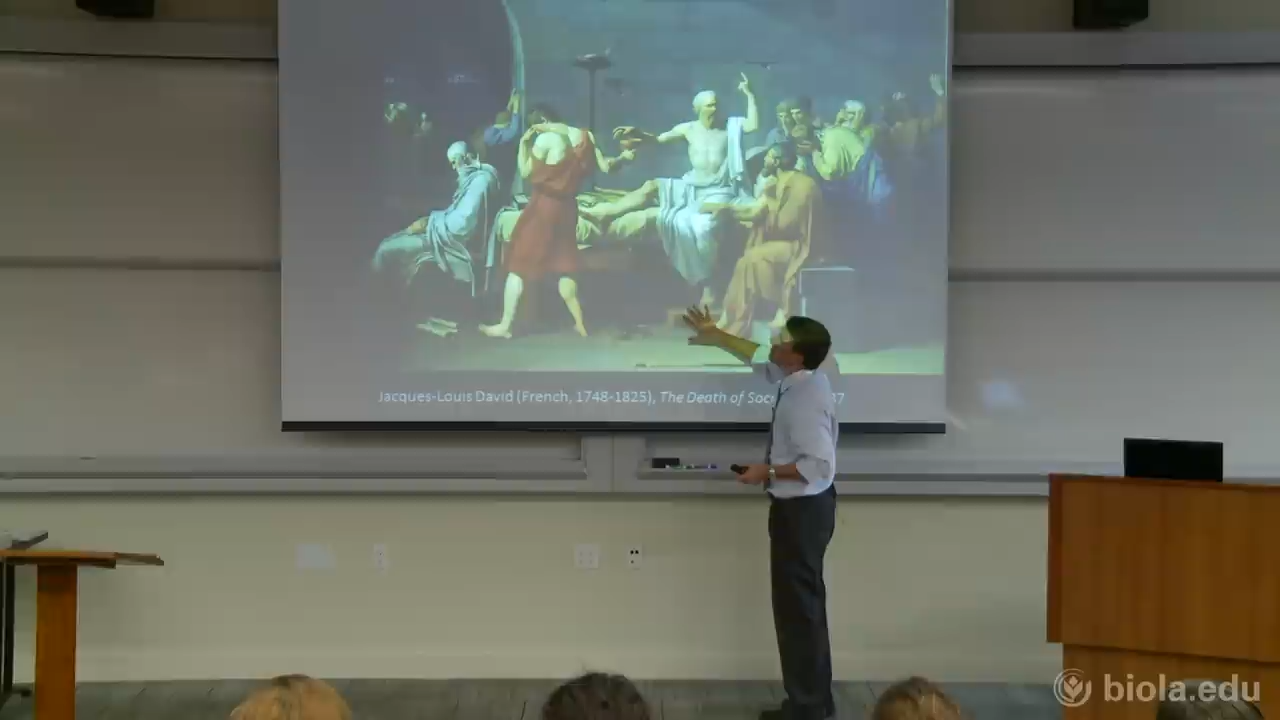 Jacques-Louis David (French, 1748-1825), The Death of Soc 87
biola.edu